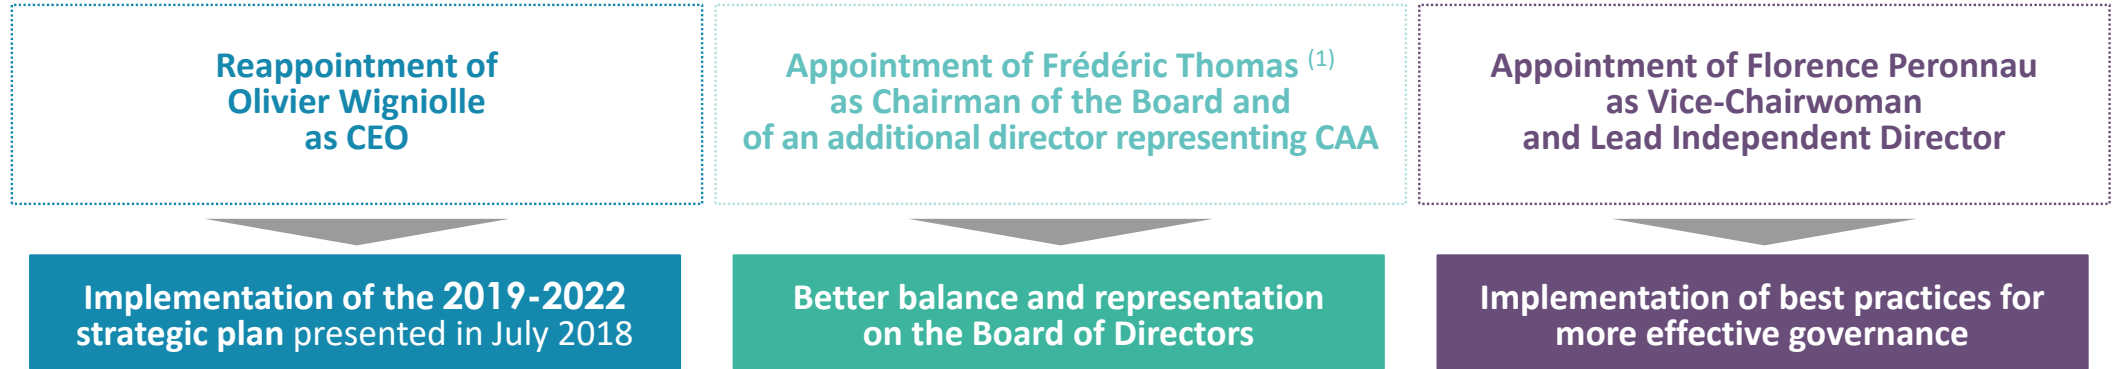 Reappointment of
Olivier Wigniolle
as CEO
Appointment of Frédéric Thomas (1)
as Chairman of the Board and
of an additional director representing CAA
Appointment of Florence Peronnau
as Vice-Chairwoman
and Lead Independent Director
Implementation of the 2019-2022
strategic plan presented in July 2018
Better balance and representation
on the Board of Directors
Implementation of best practices for
more effective governance